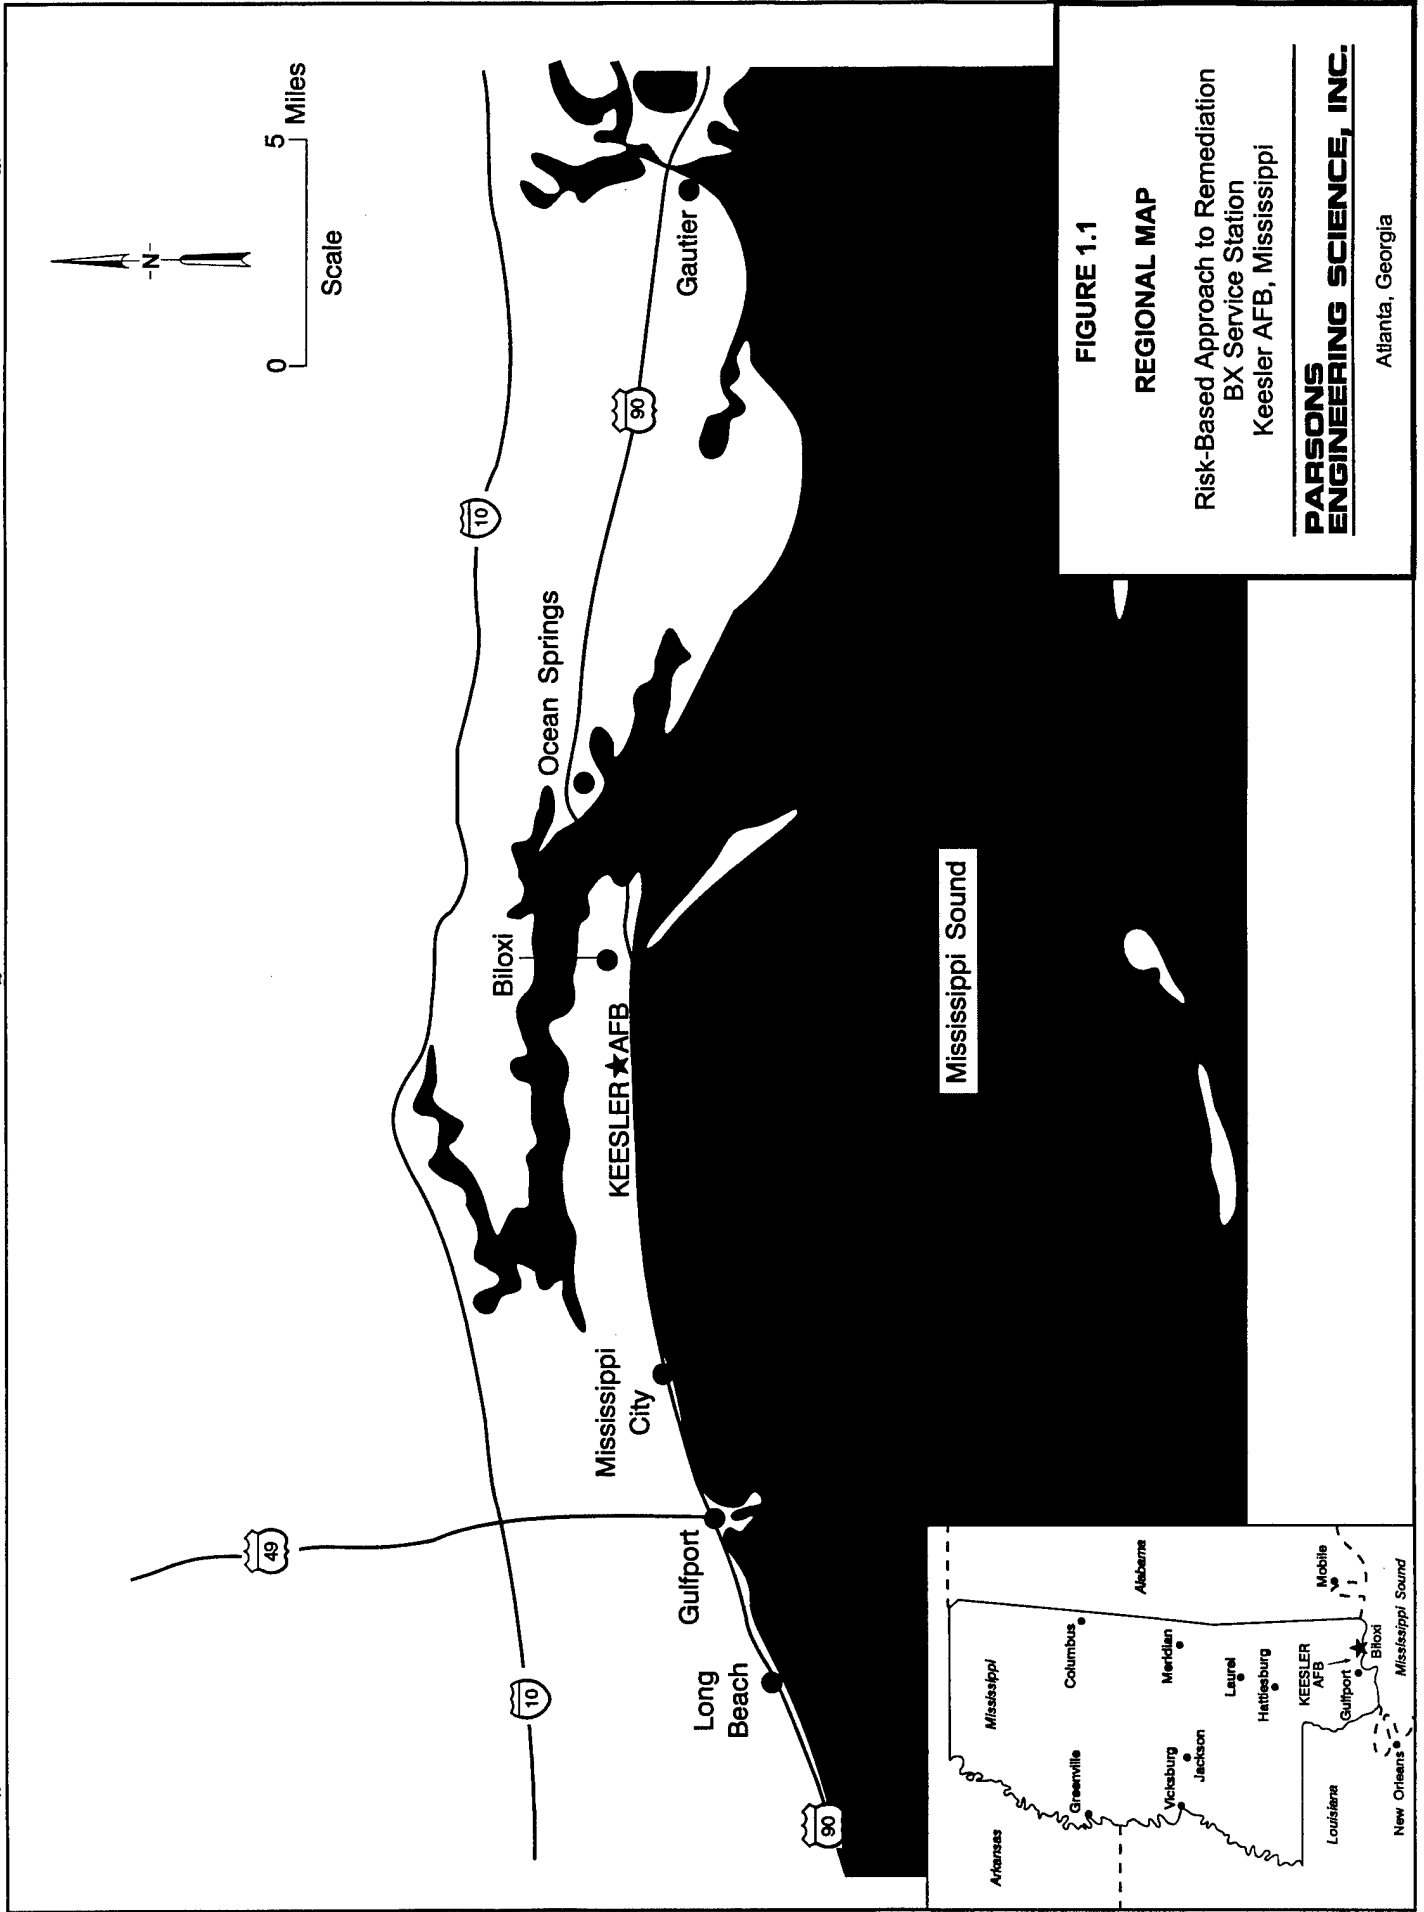 -N-
0
5 Miles
Scale
49
10
10
90
90
Biloxi
Ocean Springs
Gautier
KEESLER AFB
Mississippi
City
Gulfport
Long
Beach
Mississippi Sound
Arkansas
Mississippi
Alabama
Greenville
Columbus
Vicksburg
Jackson
Meridian
Laurel
Hattiesburg
KEESLER
AFB
Gulfport
Biloxi
Mobile
Louisiana
New Orleans
Mississippi Sound
FIGURE 1.1
REGIONAL MAP
Risk-Based Approach to Remediation
BX Service Station
Keesler AFB, Mississippi
PARSONS
ENGINEERING SCIENCE, INC.
Atlanta, Georgia